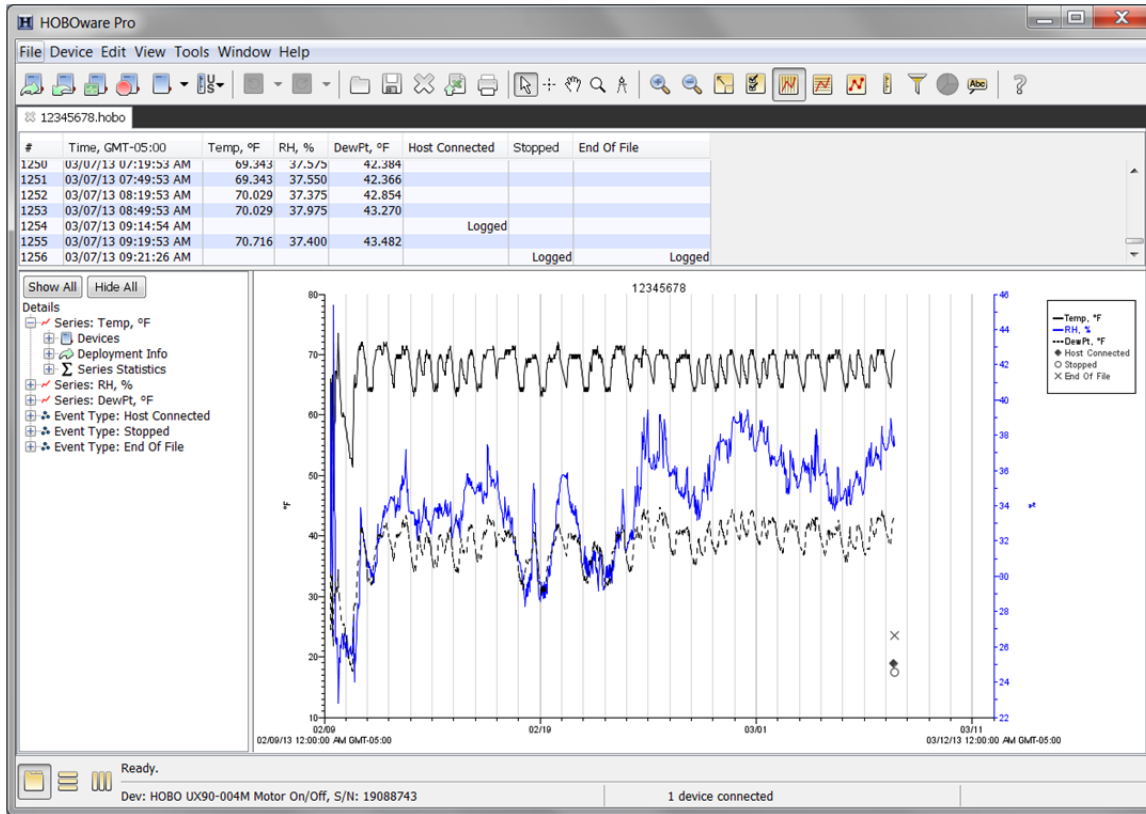 HOBOware Pro
File Device Edit View Tools Window Help
Abc
12345678.hobo
# Time, GMT-05:00 Temp, °F RH, % DewPt, °F Host Connected Stopped End Of File
1250 03/07/13 07:19:53 AM 69.343 37.575 42.384
1251 03/07/13 07:49:53 AM 69.343 37.550 42.366
1252 03/07/13 08:19:53 AM 70.029 37.375 42.854
1253 03/07/13 08:49:53 AM 70.029 37.975 43.270
1254 03/07/13 09:14:54 AM Logged
1255 03/07/13 09:19:53 AM 70.716 37.400 43.482
1256 03/07/13 09:21:26 AM Logged Logged
Show All Hide All
Details
Series: Temp, °F
Devices
Deployment Info
Series Statistics
Series: RH, %
Series: DewPt, °F
Event Type: Host Connected
Event Type: Stopped
Event Type: End Of File
12345678
80
70
60
50
40
30
20
10
°F
46
44
42
40
38
36
34
32
30
28
26
24
22
%
Temp, °F
RH, %
DewPt, °F
Host Connected
Stopped
End Of File
02/09 02/19 03/01 03/11
02/09/13 12:00:00 AM GMT-05:00 03/12/13 12:00:00 AM GMT-05:00
Ready.
Dev: HOBO UX90-004M Motor On/Off, S/N: 19088743 1 device connected